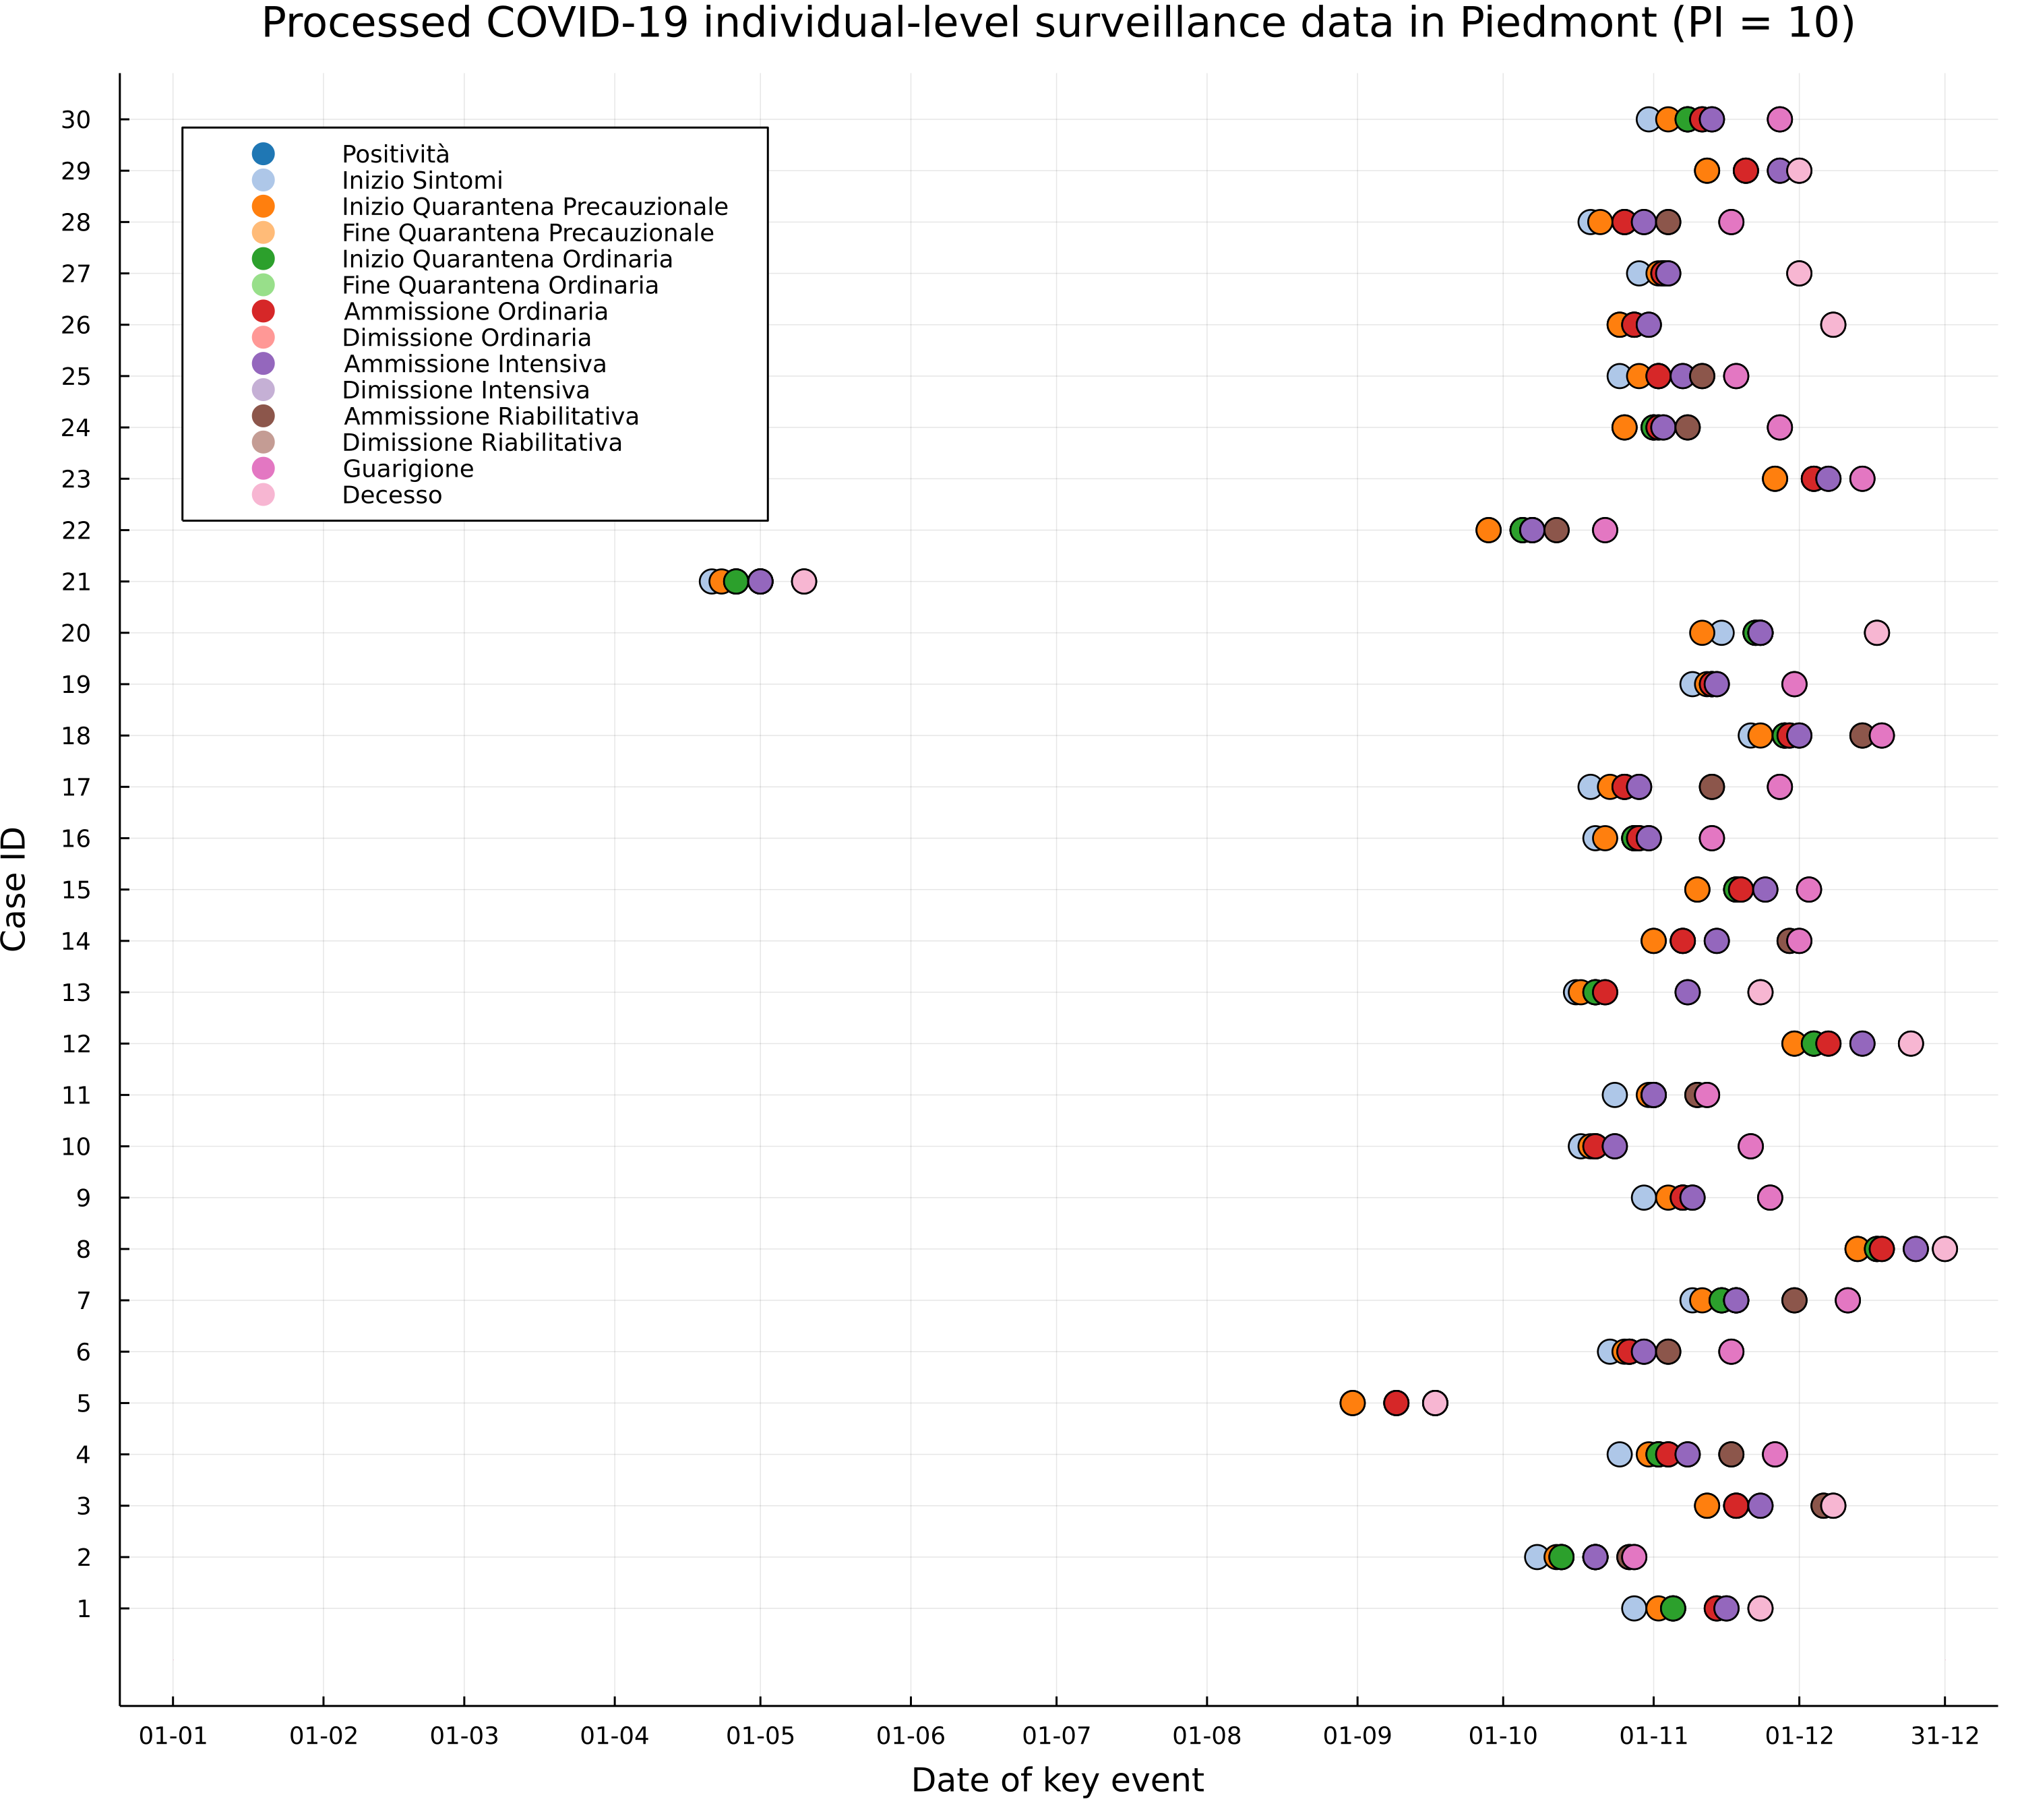 Processed COVID-19 individual-level surveillance data in Piedmont (PI = 10)
Positività
Inizio Sintomi
Inizio Quarantena Precauzionale
Fine Quarantena Precauzionale
Inizio Quarantena Ordinaria
Fine Quarantena Ordinaria
Ammissione Ordinaria
Dimissione Ordinaria
Ammissione Intensiva
Dimissione Intensiva
Ammissione Riabilitativa
Dimissione Riabilitativa
Guarigione
Decesso
Case ID
30
29
28
27
26
25
24
23
22
21
20
19
18
17
16
15
14
13
12
11
10
9
8
7
6
5
4
3
2
1
01-01 01-02 01-03 01-04 01-05 01-06 01-07 01-08 01-09 01-10 01-11 01-12 31-12
Date of key event